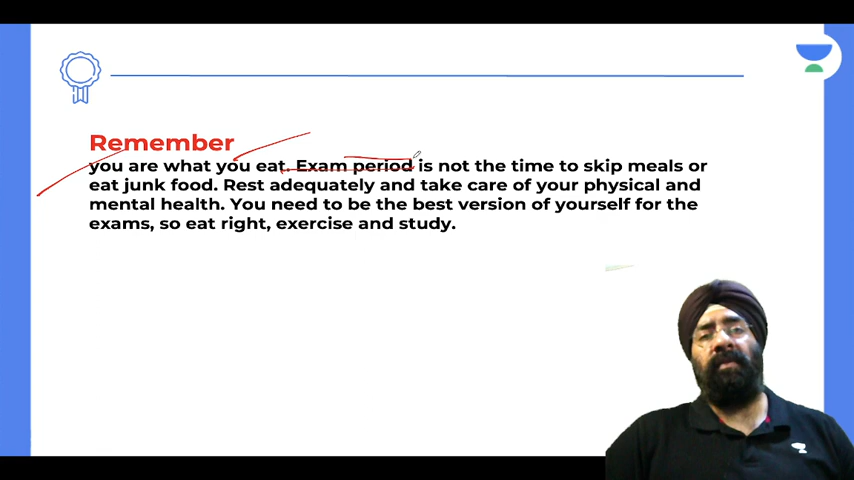 Remember
you are what you eat. Exam period is not the time to skip meals or
eat junk food. Rest adequately and take care of your physical and
mental health. You need to be the best version of yourself for the
exams, so eat right, exercise and study.